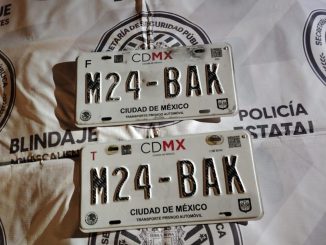 F
CDMX
M24-BAK
CIUDAD DE MÉXICO
TRANSPORTE PRIVADO AUTOMÓVIL
BLINDAJE
POLICÍA
ESTATAL
T
CDMX
M24-BAK
CIUDAD DE MÉXICO
TRANSPORTE PRIVADO AUTOMÓVIL